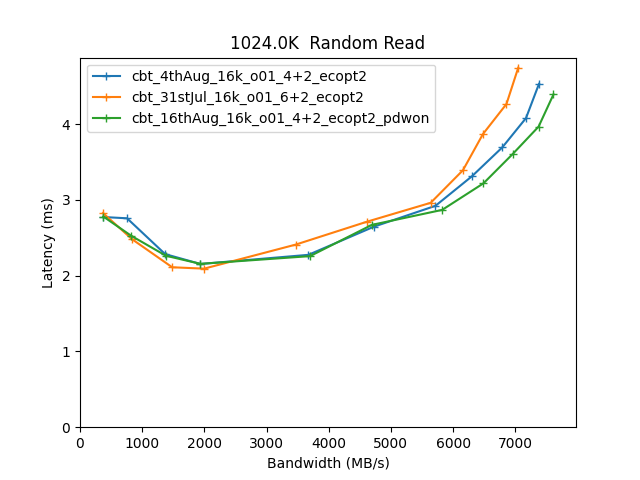 1024.0K  Random Read
cbt_4thAug_16k_o01_4+2_ecopt2
cbt_31stJul_16k_o01_6+2_ecopt2
cbt_16thAug_16k_o01_4+2_ecopt2_pdwon
Latency (ms)
4
3
2
1
0
0 1000 2000 3000 4000 5000 6000 7000
Bandwidth (MB/s)